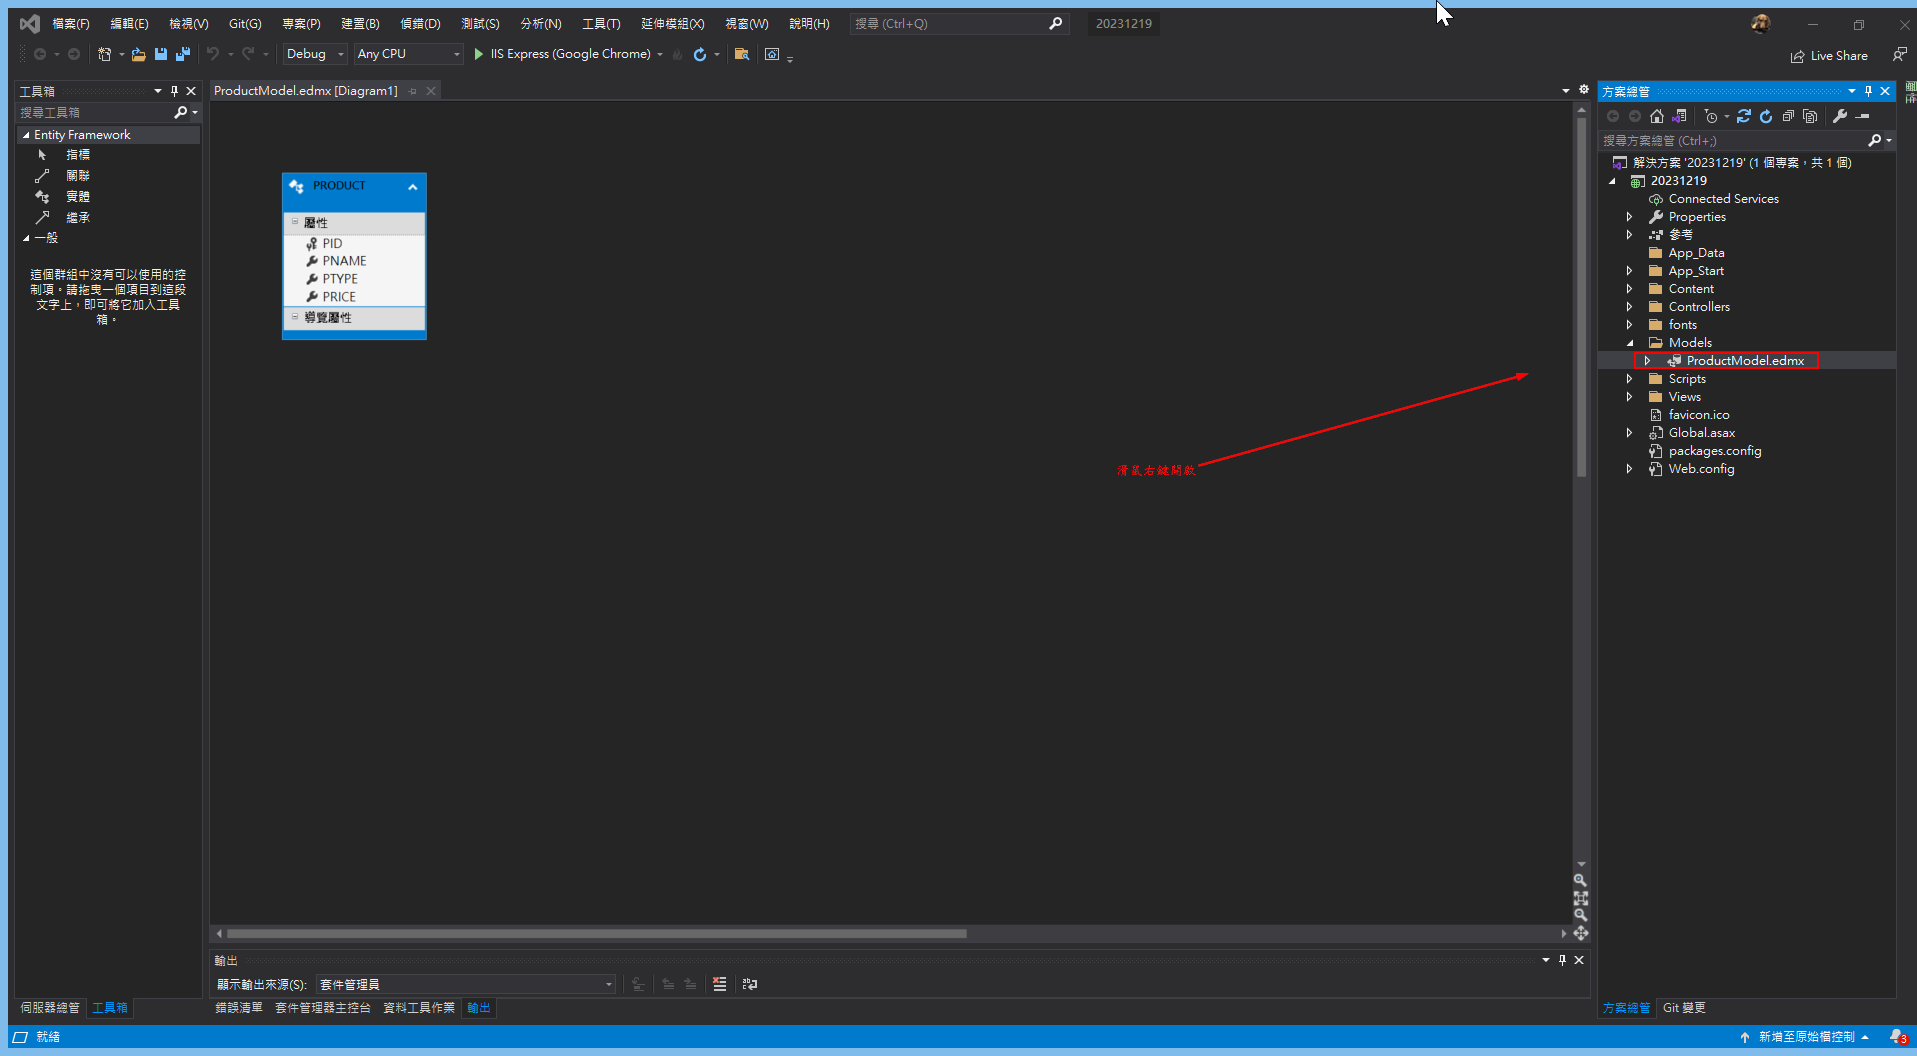 檔案(F) 編輯(E) 檢視(V) Git(G) 專案(P) 建置(B) 偵錯(D) 測試(S) 分析(N) 工具(T) 延伸模組(X) 視窗(W) 說明(H) 搜尋 (Ctrl+Q) 20231219
Debug Any CPU IIS Express (Google Chrome) Live Share
工具箱
搜尋工具箱
Entity Framework
指標
關聯
實體
繼承
一般
這個群組中沒有可以使用的控
制項。請拖曳一個項目到這段
文字上，即可將它加入工具
箱。
伺服器總管 工具箱
ProductModel.edmx [Diagram1]
PRODUCT
屬性
PID
PNAME
PTYPE
PRICE
導覽屬性
滑鼠右鍵開啟
輸出
顯示輸出來源(S): 套件管理員
錯誤清單 套件管理器主控台 資料工具作業 輸出
方案總管
搜尋方案總管 (Ctrl+;)
解決方案 '20231219' (1 個專案，共 1 個)
20231219
Connected Services
Properties
參考
App_Data
App_Start
Content
Controllers
fonts
Models
ProductModel.edmx
Scripts
Views
favicon.ico
Global.asax
packages.config
Web.config
方案總管 Git 變更
就緒 新增至原始檔控制 3